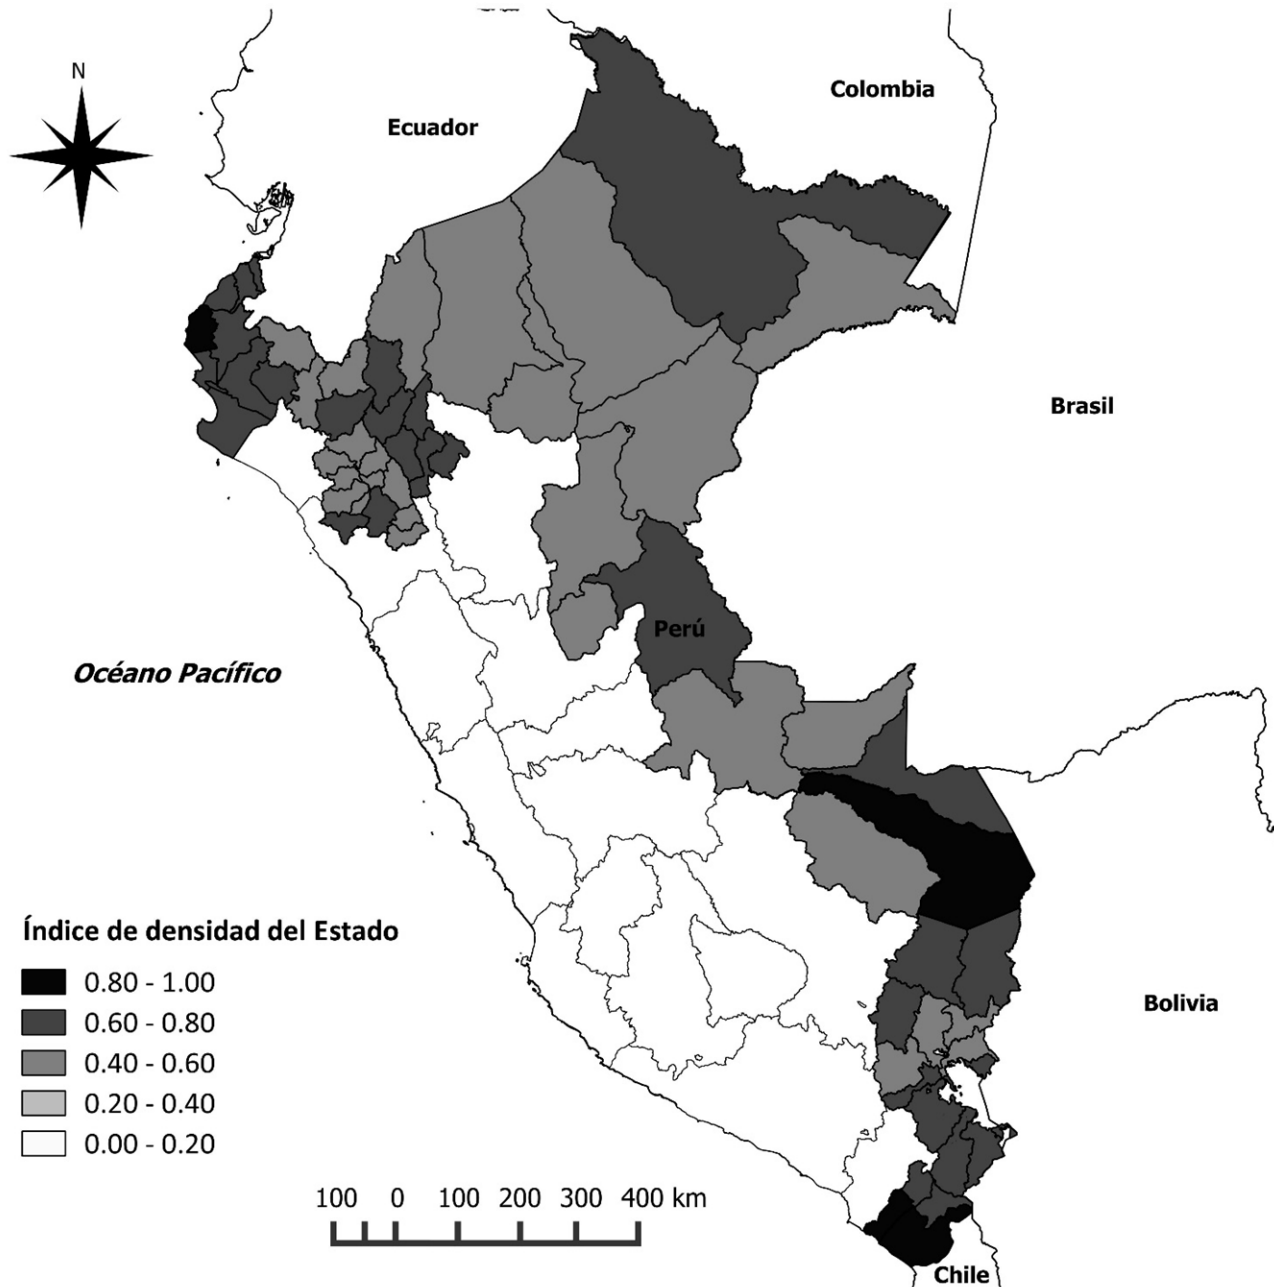 N
Colombia
Ecuador
Brasil
Perú
Océano Pacífico
Índice de densidad del Estado
0.80 - 1.00
0.60 - 0.80
0.40 - 0.60
0.20 - 0.40
0.00 - 0.20
Bolivia
100 0 100 200 300 400 km
Chile